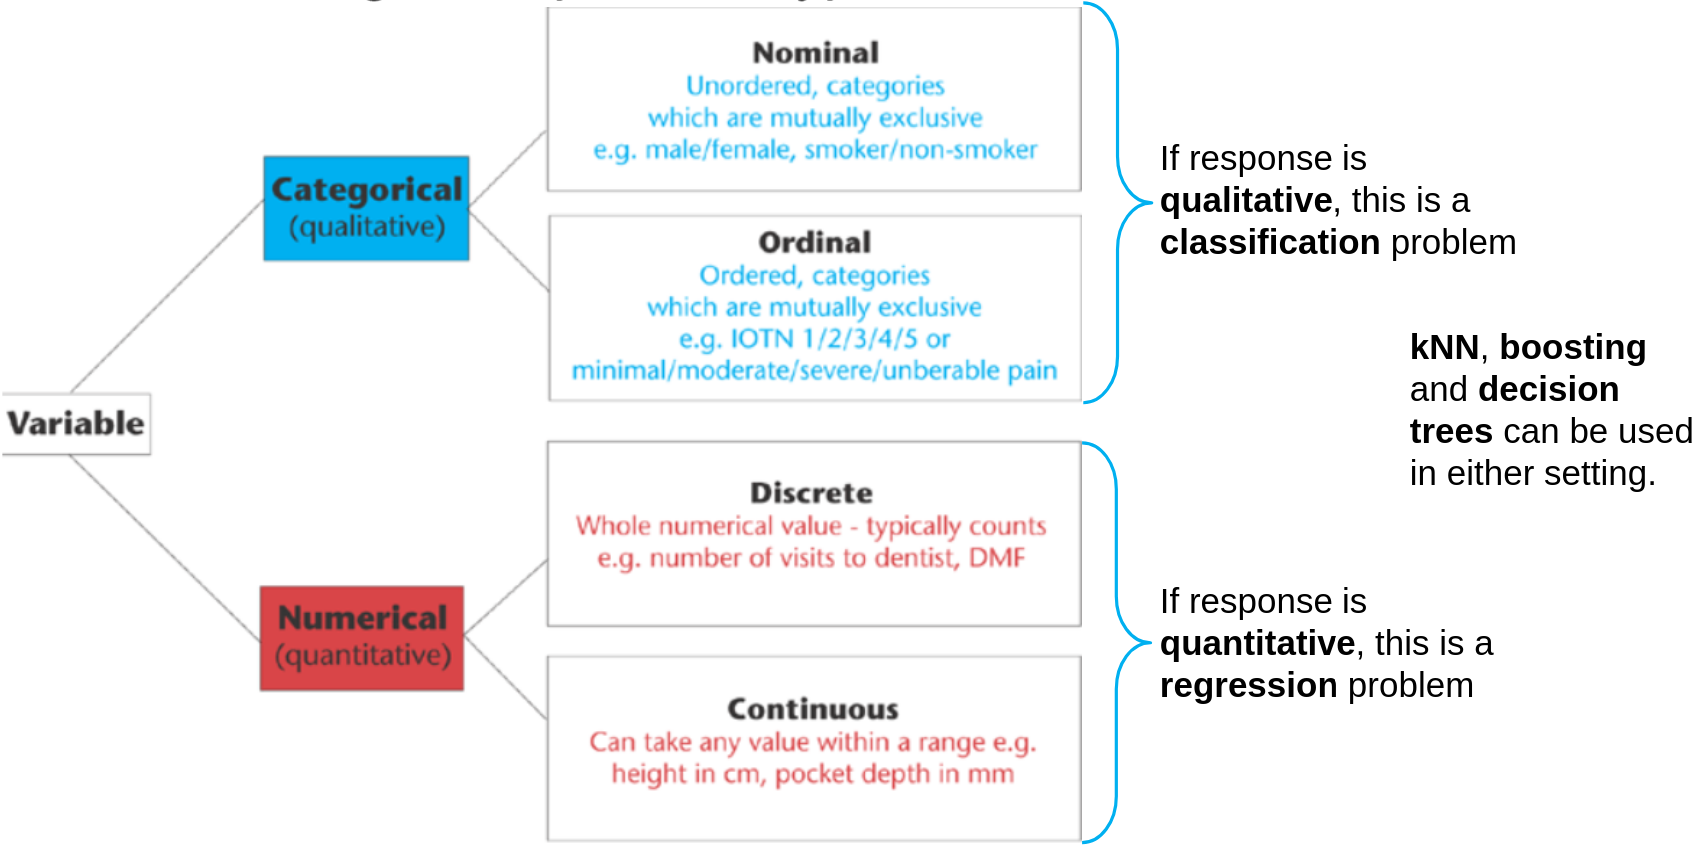 Nominal
Unordered, categories
which are mutually exclusive
e.g. male/female, smoker/non-smoker
If response is
qualitative, this is a
classification problem
Categorical
(qualitative)
Ordinal
Ordered, categories
which are mutually exclusive
e.g. IOTN 1/2/3/4/5 or
minimal/moderate/severe/unberable pain
kNN, boosting
and decision
trees can be used
in either setting.
Variable
Discrete
Whole numerical value - typically counts
e.g. number of visits to dentist, DMF
Numerical
(quantitative)
If response is
quantitative, this is a
regression problem
Continuous
Can take any value within a range e.g.
height in cm, pocket depth in mm